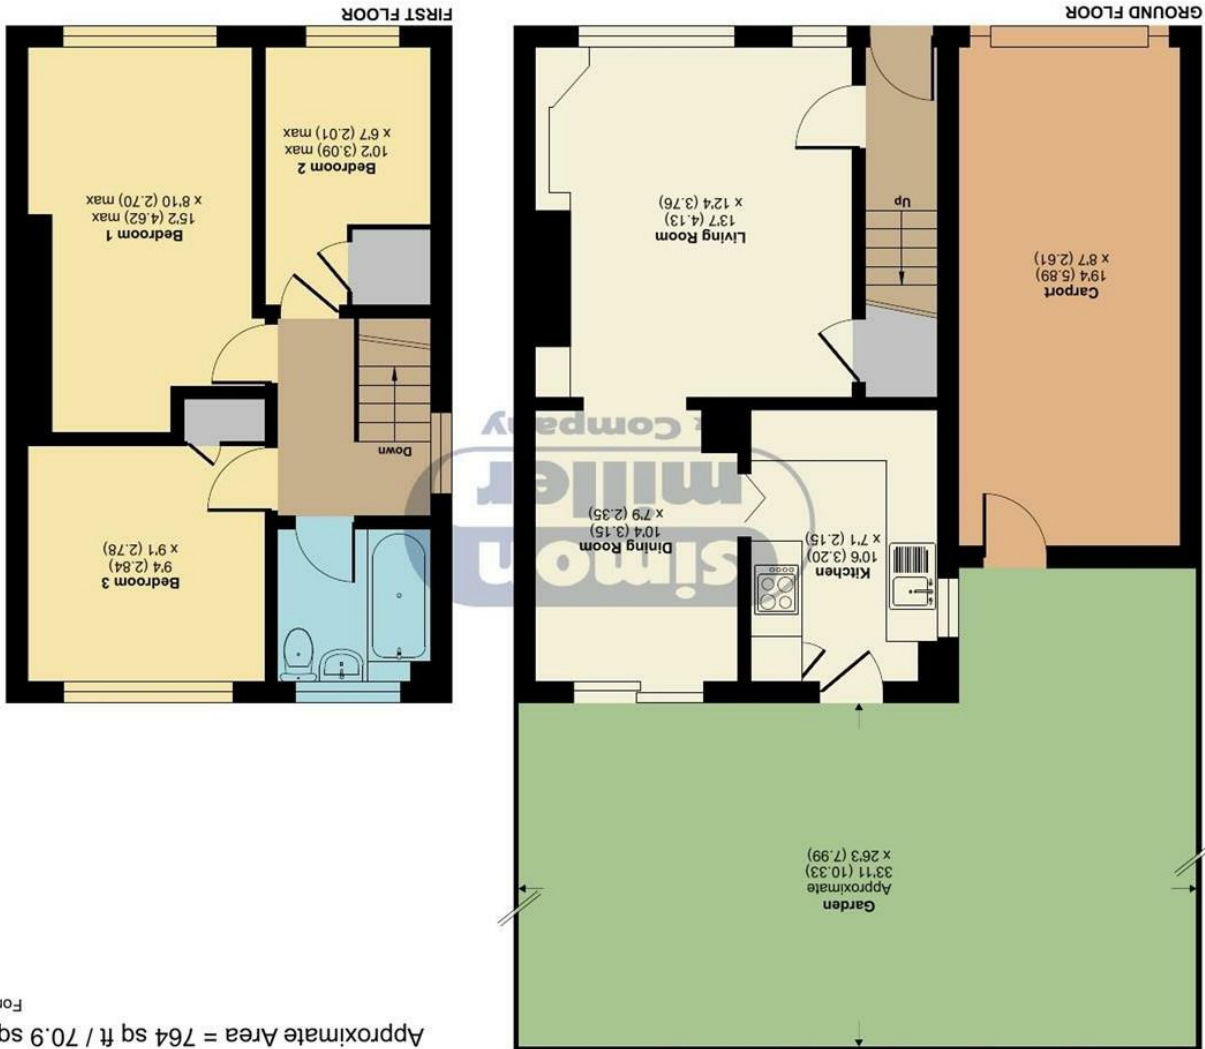 Approximate Area = 764 sq ft / 70.9 sq
For
Garden
Approximate
33'11 (10.33)
x 26'3 (7.99)
Kitchen
10'6 (3.20)
x 7'1 (2.15)
Dining Room
10'4 (3.15)
x 7'9 (2.35)
Bedroom 3
9'4 (2.84)
x 9'1 (2.78)
Down
simon
miller
& Company
Carport
19'4 (5.89)
x 8'7 (2.61)
Up
Living Room
13'7 (4.13)
x 12'4 (3.76)
Bedroom 2
10'2 (3.09) max
x 6'7 (2.01) max
Bedroom 1
15'2 (4.62) max
x 8'10 (2.70) max
GROUND FLOOR
FIRST FLOOR